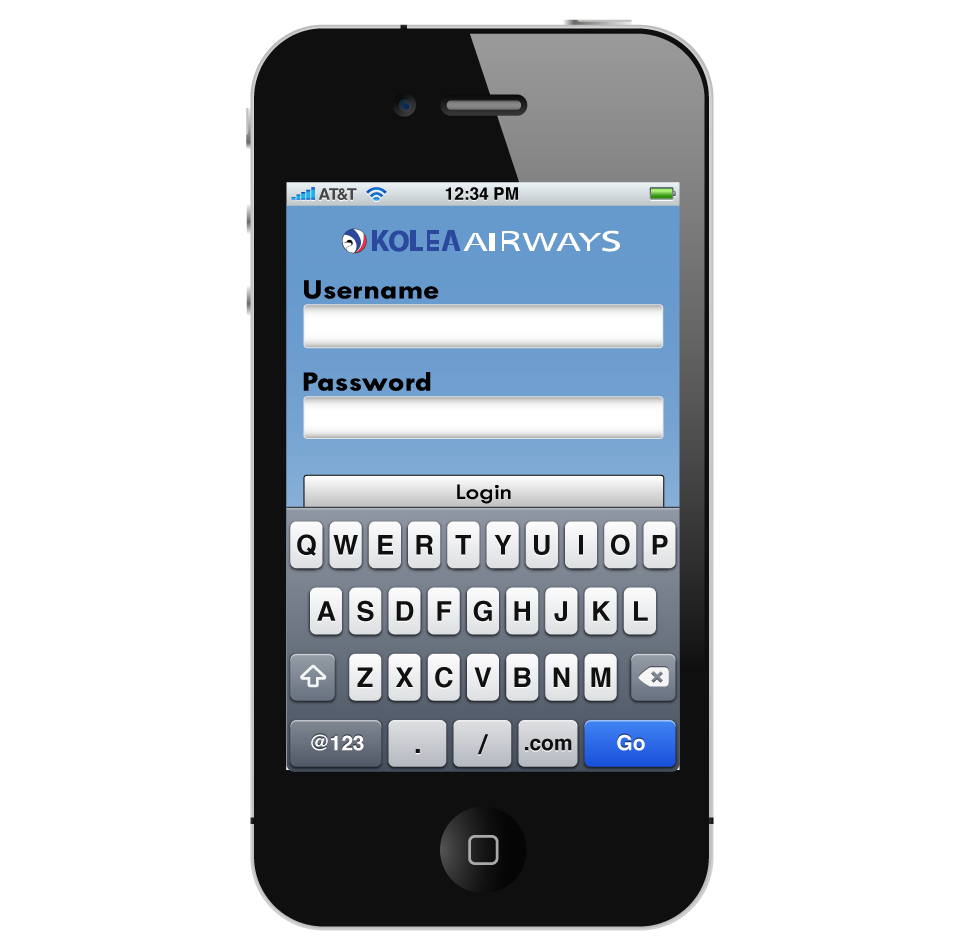 AT&T 12:34 PM
KOLEA AIRWAYS
Username
Password
Login
Q W E R T Y U I O P
A S D F G H J K L
Z X C V B N M
@123 . / .com Go